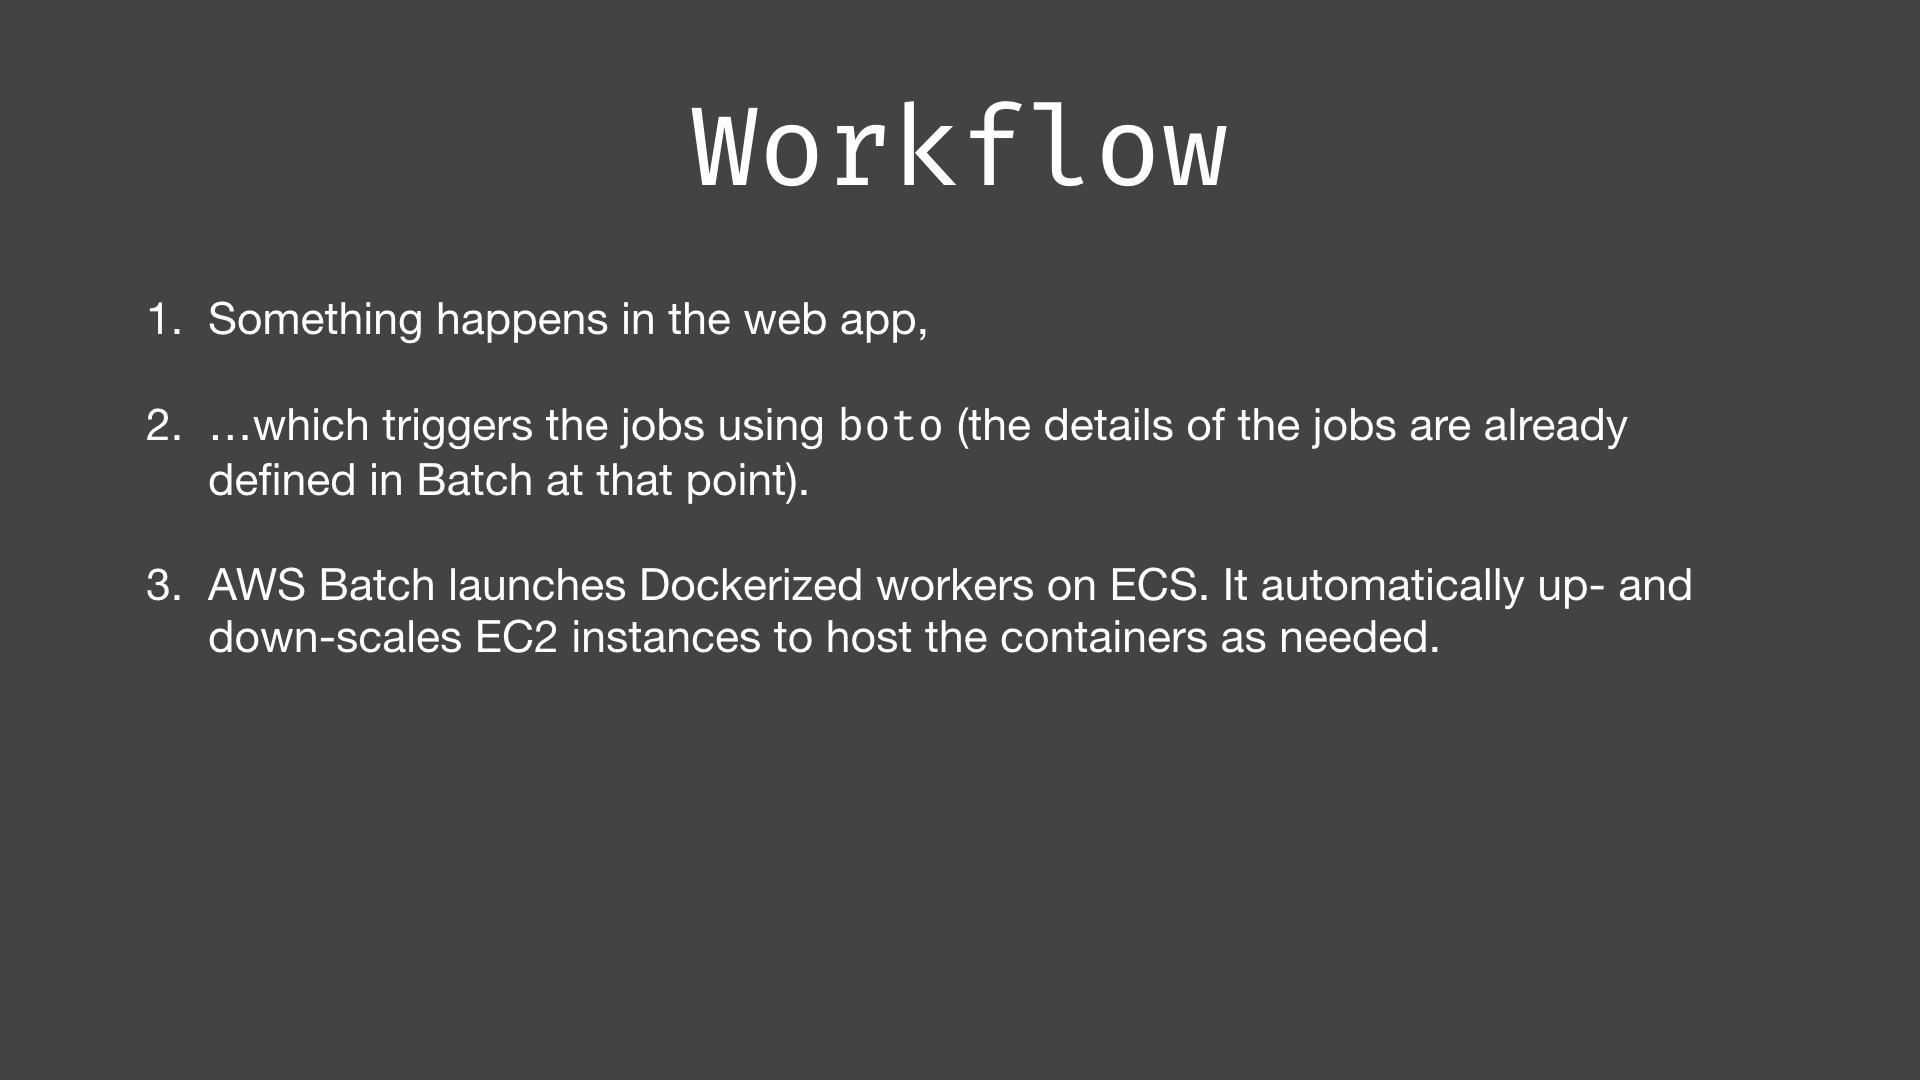 Workflow
1. Something happens in the web app,
2. …which triggers the jobs using boto (the details of the jobs are already
defined in Batch at that point).
3. AWS Batch launches Dockerized workers on ECS. It automatically up- and
down-scales EC2 instances to host the containers as needed.